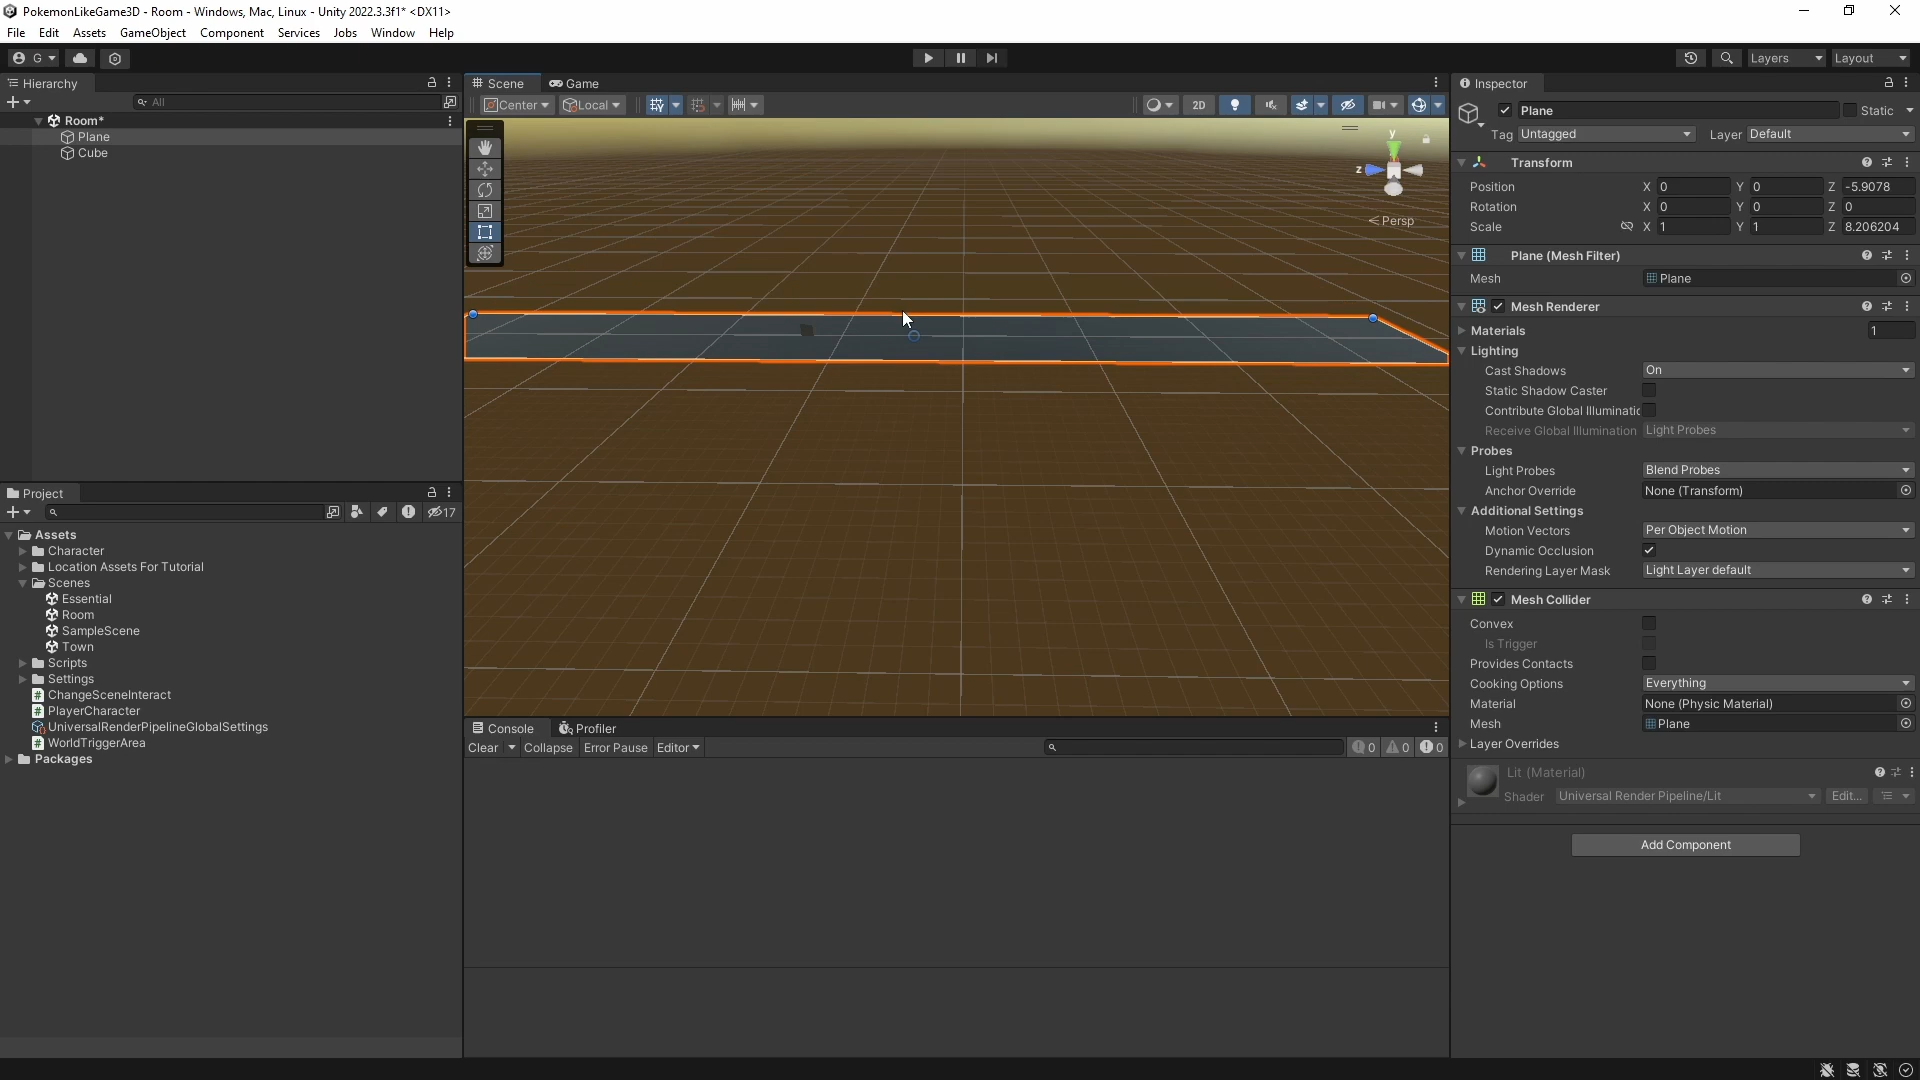 PokemonLikeGame3D - Room - Windows, Mac, Linux - Unity 2022.3.3f1* <DX11>
File Edit Assets GameObject Component Services Jobs Window Help
G Layers Layout
Hierarchy
All
Room*
Plane
Cube
Project
17
Assets
Character
Location Assets For Tutorial
Scenes
Essential
Room
SampleScene
Town
Scripts
Settings
ChangeSceneInteract
PlayerCharacter
UniversalRenderPipelineGlobalSettings
WorldTriggerArea
Packages
Scene Game
Center Local 2D
y
z
< Persp
Console Profiler
Clear Collapse Error Pause Editor 0 0 0
Inspector
Plane Static
Tag Untagged Layer Default
Transform
Position X 0 Y 0 Z -5.9078
Rotation X 0 Y 0 Z 0
Scale X 1 Y 1 Z 8.206204
Plane (Mesh Filter)
Mesh Plane
Mesh Renderer
Materials 1
Lighting
Cast Shadows On
Static Shadow Caster
Contribute Global Illuminatic
Receive Global Illumination Light Probes
Probes
Light Probes Blend Probes
Anchor Override None (Transform)
Additional Settings
Motion Vectors Per Object Motion
Dynamic Occlusion
Rendering Layer Mask Light Layer default
Mesh Collider
Convex
Is Trigger
Provides Contacts
Cooking Options Everything
Material None (Physic Material)
Mesh Plane
Layer Overrides
Lit (Material)
Shader Universal Render Pipeline/Lit Edit...
Add Component